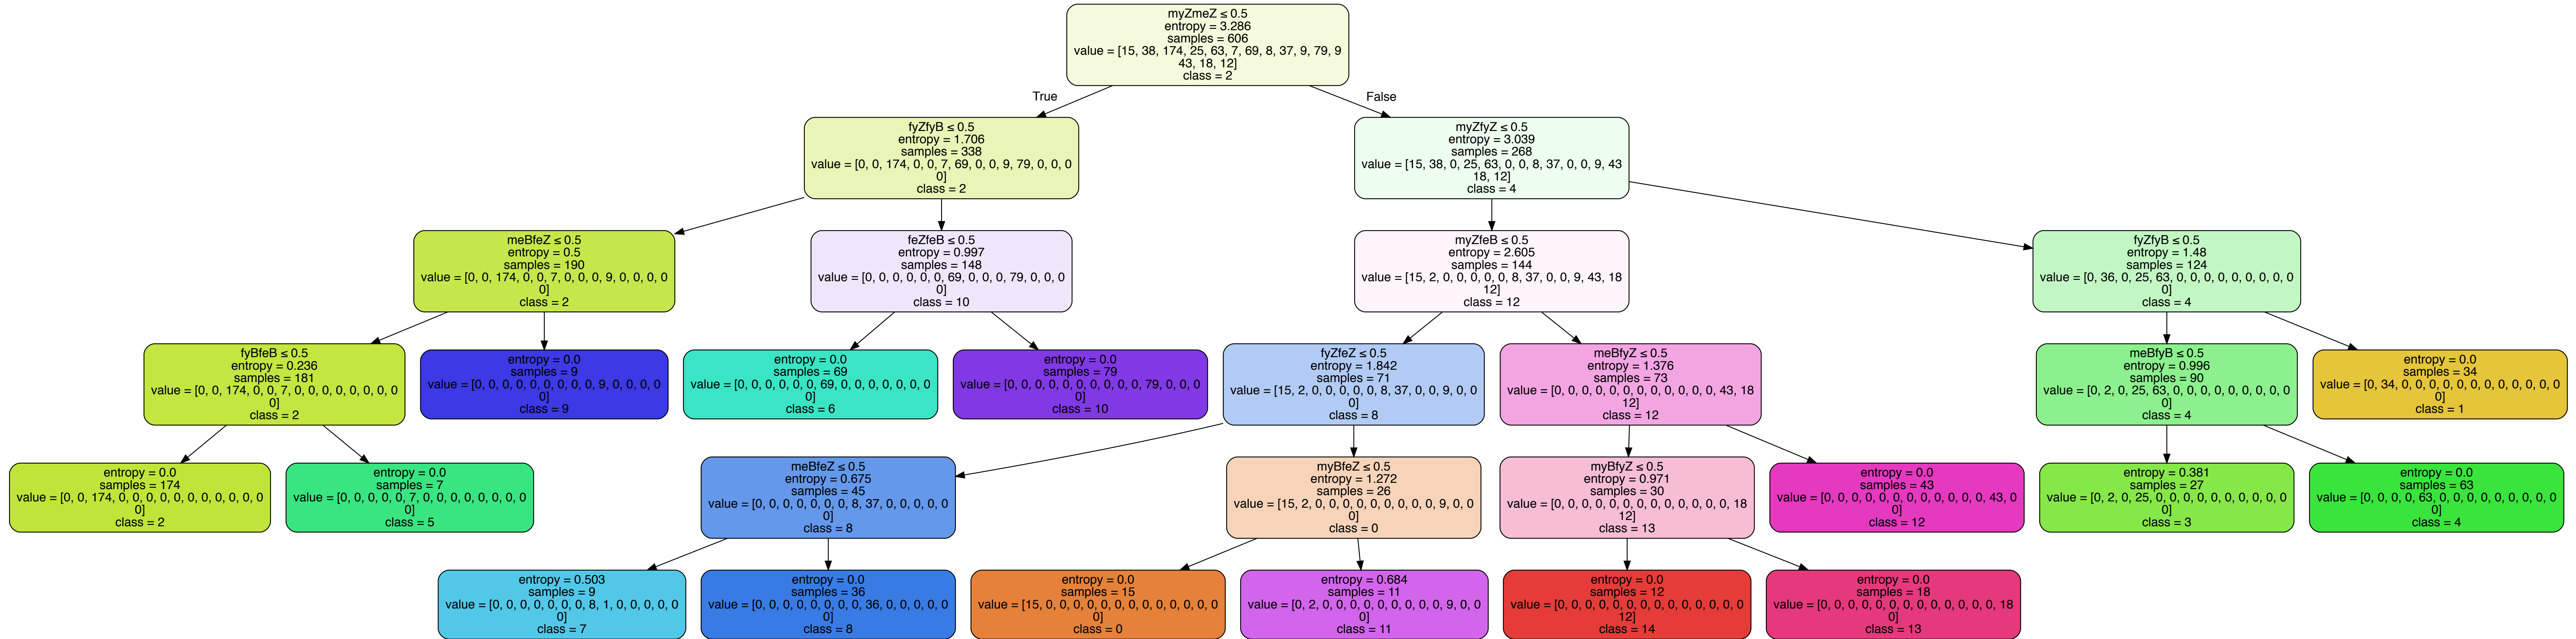 myZmeZ ≤ 0.5
entropy = 3.286
samples = 606
value = [15, 38, 174, 25, 63, 7, 69, 8, 37, 9, 79, 9
43, 18, 12]
class = 2
True
False
fyZfyB ≤ 0.5
entropy = 1.706
samples = 338
value = [0, 0, 174, 0, 0, 7, 69, 0, 0, 9, 79, 0, 0, 0
0]
class = 2
myZfyZ ≤ 0.5
entropy = 3.039
samples = 268
value = [15, 38, 0, 25, 63, 0, 0, 8, 37, 0, 0, 9, 43
18, 12]
class = 4
meBfeZ ≤ 0.5
entropy = 0.5
samples = 190
value = [0, 0, 174, 0, 0, 7, 0, 0, 0, 9, 0, 0, 0, 0
0]
class = 2
feZfeB ≤ 0.5
entropy = 0.997
samples = 148
value = [0, 0, 0, 0, 0, 0, 69, 0, 0, 0, 79, 0, 0, 0
0]
class = 10
myZfeB ≤ 0.5
entropy = 2.605
samples = 144
value = [15, 2, 0, 0, 0, 0, 0, 8, 37, 0, 0, 9, 43, 18
12]
class = 12
fyZfyB ≤ 0.5
entropy = 1.48
samples = 124
value = [0, 36, 0, 25, 63, 0, 0, 0, 0, 0, 0, 0, 0, 0
0]
class = 4
fyBfeB ≤ 0.5
entropy = 0.236
samples = 181
value = [0, 0, 174, 0, 0, 7, 0, 0, 0, 0, 0, 0, 0, 0
0]
class = 2
entropy = 0.0
samples = 9
value = [0, 0, 0, 0, 0, 0, 0, 0, 0, 9, 0, 0, 0, 0
0]
class = 9
entropy = 0.0
samples = 69
value = [0, 0, 0, 0, 0, 0, 69, 0, 0, 0, 0, 0, 0, 0
0]
class = 6
entropy = 0.0
samples = 79
value = [0, 0, 0, 0, 0, 0, 0, 0, 0, 0, 79, 0, 0, 0
0]
class = 10
fyZfeZ ≤ 0.5
entropy = 1.842
samples = 71
value = [15, 2, 0, 0, 0, 0, 0, 8, 37, 0, 0, 9, 0, 0
0]
class = 8
meBfyZ ≤ 0.5
entropy = 1.376
samples = 73
value = [0, 0, 0, 0, 0, 0, 0, 0, 0, 0, 0, 0, 43, 18
12]
class = 12
meBfyB ≤ 0.5
entropy = 0.996
samples = 90
value = [0, 2, 0, 25, 63, 0, 0, 0, 0, 0, 0, 0, 0, 0
0]
class = 4
entropy = 0.0
samples = 34
value = [0, 34, 0, 0, 0, 0, 0, 0, 0, 0, 0, 0, 0, 0
0]
class = 1
entropy = 0.0
samples = 174
value = [0, 0, 174, 0, 0, 0, 0, 0, 0, 0, 0, 0, 0, 0
0]
class = 2
entropy = 0.0
samples = 7
value = [0, 0, 0, 0, 0, 7, 0, 0, 0, 0, 0, 0, 0, 0
0]
class = 5
meBfeZ ≤ 0.5
entropy = 0.675
samples = 45
value = [0, 0, 0, 0, 0, 0, 0, 8, 37, 0, 0, 0, 0, 0
0]
class = 8
myBfeZ ≤ 0.5
entropy = 1.272
samples = 26
value = [15, 2, 0, 0, 0, 0, 0, 0, 0, 0, 0, 9, 0, 0
0]
class = 0
myBfyZ ≤ 0.5
entropy = 0.971
samples = 30
value = [0, 0, 0, 0, 0, 0, 0, 0, 0, 0, 0, 0, 0, 18
12]
class = 13
entropy = 0.0
samples = 43
value = [0, 0, 0, 0, 0, 0, 0, 0, 0, 0, 0, 0, 43, 0
0]
class = 12
entropy = 0.381
samples = 27
value = [0, 2, 0, 25, 0, 0, 0, 0, 0, 0, 0, 0, 0, 0
0]
class = 3
entropy = 0.0
samples = 63
value = [0, 0, 0, 0, 63, 0, 0, 0, 0, 0, 0, 0, 0, 0
0]
class = 4
entropy = 0.503
samples = 9
value = [0, 0, 0, 0, 0, 0, 0, 8, 1, 0, 0, 0, 0, 0
0]
class = 7
entropy = 0.0
samples = 36
value = [0, 0, 0, 0, 0, 0, 0, 0, 36, 0, 0, 0, 0, 0
0]
class = 8
entropy = 0.0
samples = 15
value = [15, 0, 0, 0, 0, 0, 0, 0, 0, 0, 0, 0, 0, 0
0]
class = 0
entropy = 0.684
samples = 11
value = [0, 2, 0, 0, 0, 0, 0, 0, 0, 0, 0, 9, 0, 0
0]
class = 11
entropy = 0.0
samples = 12
value = [0, 0, 0, 0, 0, 0, 0, 0, 0, 0, 0, 0, 0, 0
12]
class = 14
entropy = 0.0
samples = 18
value = [0, 0, 0, 0, 0, 0, 0, 0, 0, 0, 0, 0, 0, 18
0]
class = 13